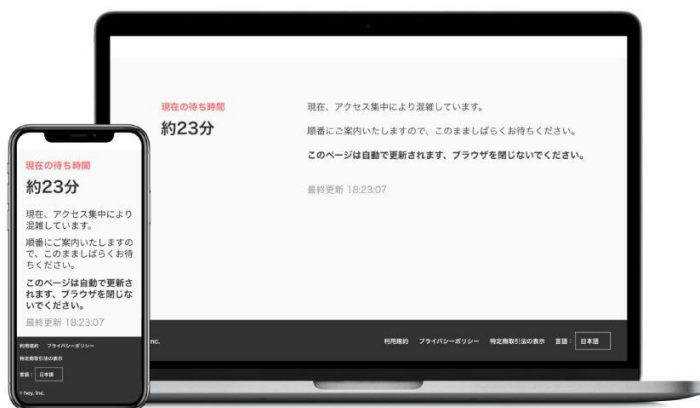 現在の待ち時間
約23分
現在、アクセス集中により混雑しています。
順番にご案内いたしますので、このまましばらくお待ちください。
このページは自動で更新されます、ブラウザを閉じないでください。
最終更新 18:23:07
Inc.
利用規約 プライバシーポリシー 特定商取引法の表示 言語： 日本語
現在の待ち時間
約23分
現在、アクセス集中により
混雑しています。
順番にご案内いたしますの
で、このまましばらくお待
ちください。
このページは自動で更新さ
れます、ブラウザを閉じな
いでください。
最終更新 18:23:07
利用規約 プライバシーポリシー
特定商取引法の表示
言語： 日本語
© hey, Inc.